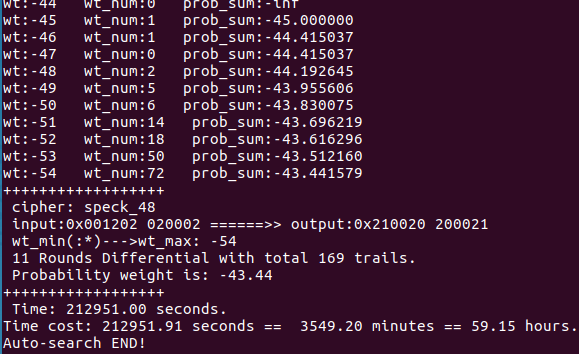 wt:-44 wt_num:0 prob_sum:-inf
wt:-45 wt_num:1 prob_sum:-45.000000
wt:-46 wt_num:1 prob_sum:-44.415037
wt:-47 wt_num:0 prob_sum:-44.415037
wt:-48 wt_num:2 prob_sum:-44.192645
wt:-49 wt_num:5 prob_sum:-43.955606
wt:-50 wt_num:6 prob_sum:-43.830075
wt:-51 wt_num:14 prob_sum:-43.696219
wt:-52 wt_num:18 prob_sum:-43.616296
wt:-53 wt_num:50 prob_sum:-43.512160
wt:-54 wt_num:72 prob_sum:-43.441579
++++++++++++++++++
cipher: speck_48
input:0x001202 020002 ======>> output:0x210020 200021
wt_min(:*)--->wt_max: -54
11 Rounds Differential with total 169 trails.
Probability weight is: -43.44
++++++++++++++++++
Time: 212951.00 seconds.
Time cost: 212951.91 seconds == 3549.20 minutes == 59.15 hours.
Auto-search END!